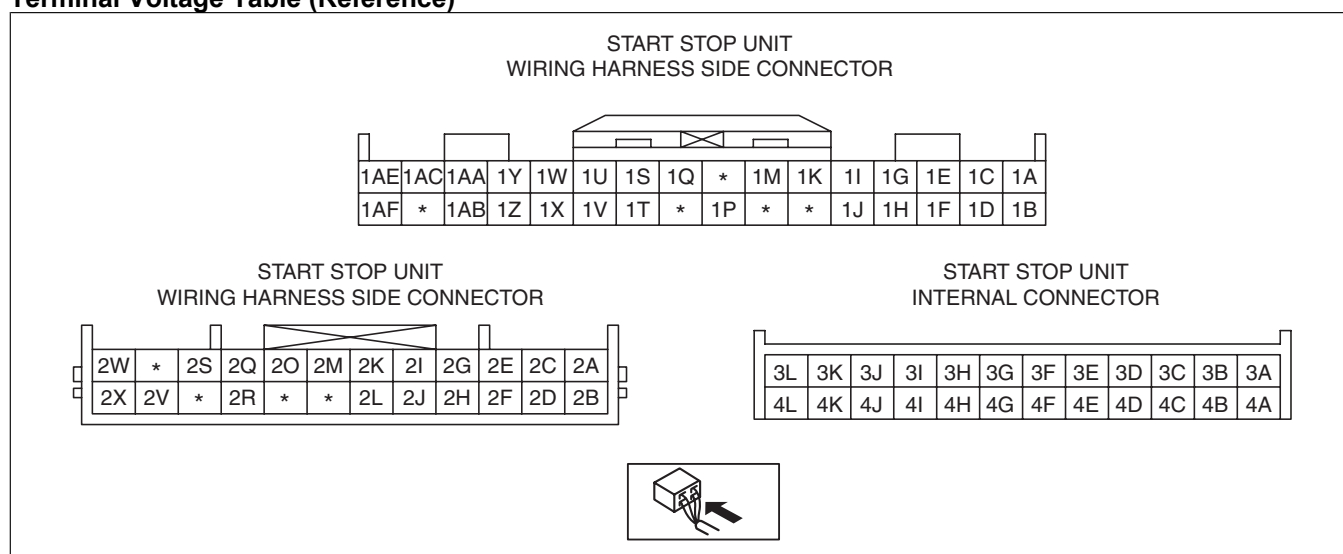 Terminal Voltage Table (Reference)
START STOP UNIT
WIRING HARNESS SIDE CONNECTOR
1AE 1AC 1AA 1Y 1W 1U 1S 1Q * 1M 1K 1I 1G 1E 1C 1A
1AF * 1AB 1Z 1X 1V 1T * 1P * * 1J 1H 1F 1D 1B
START STOP UNIT
WIRING HARNESS SIDE CONNECTOR
2W * 2S 2Q 2O 2M 2K 2I 2G 2E 2C 2A
2X 2V * 2R * * 2L 2J 2H 2F 2D 2B
START STOP UNIT
INTERNAL CONNECTOR
3L 3K 3J 3I 3H 3G 3F 3E 3D 3C 3B 3A
4L 4K 4J 4I 4H 4G 4F 4E 4D 4C 4B 4A